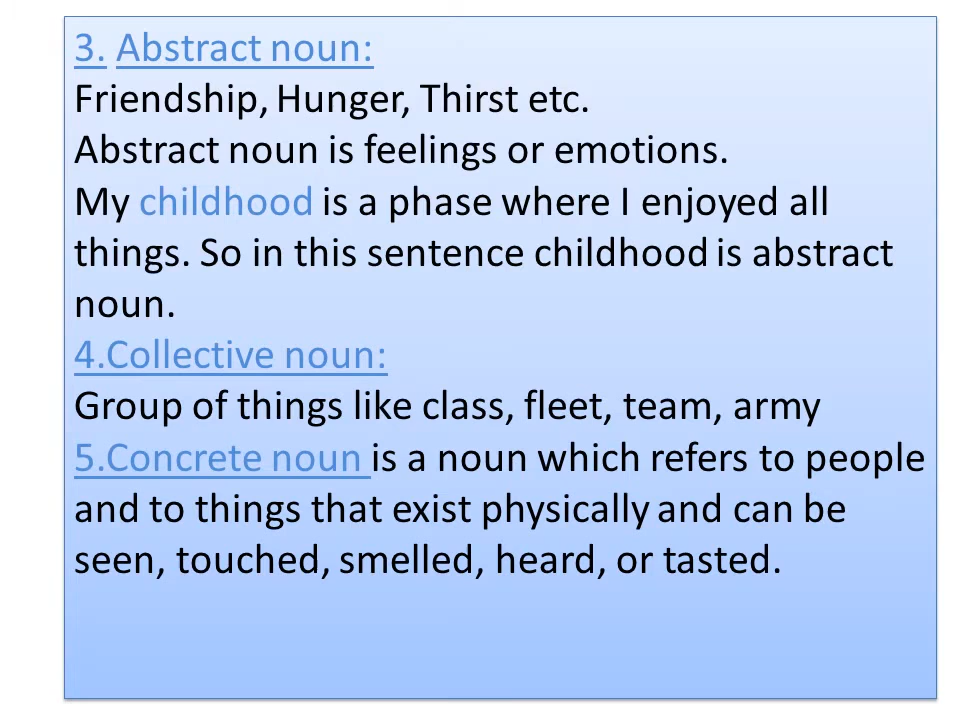 3. Abstract noun:
Friendship, Hunger, Thirst etc.
Abstract noun is feelings or emotions.
My childhood is a phase where I enjoyed all
things. So in this sentence childhood is abstract
noun.
4.Collective noun:
Group of things like class, fleet, team, army
5.Concrete noun is a noun which refers to people
and to things that exist physically and can be
seen, touched, smelled, heard, or tasted.